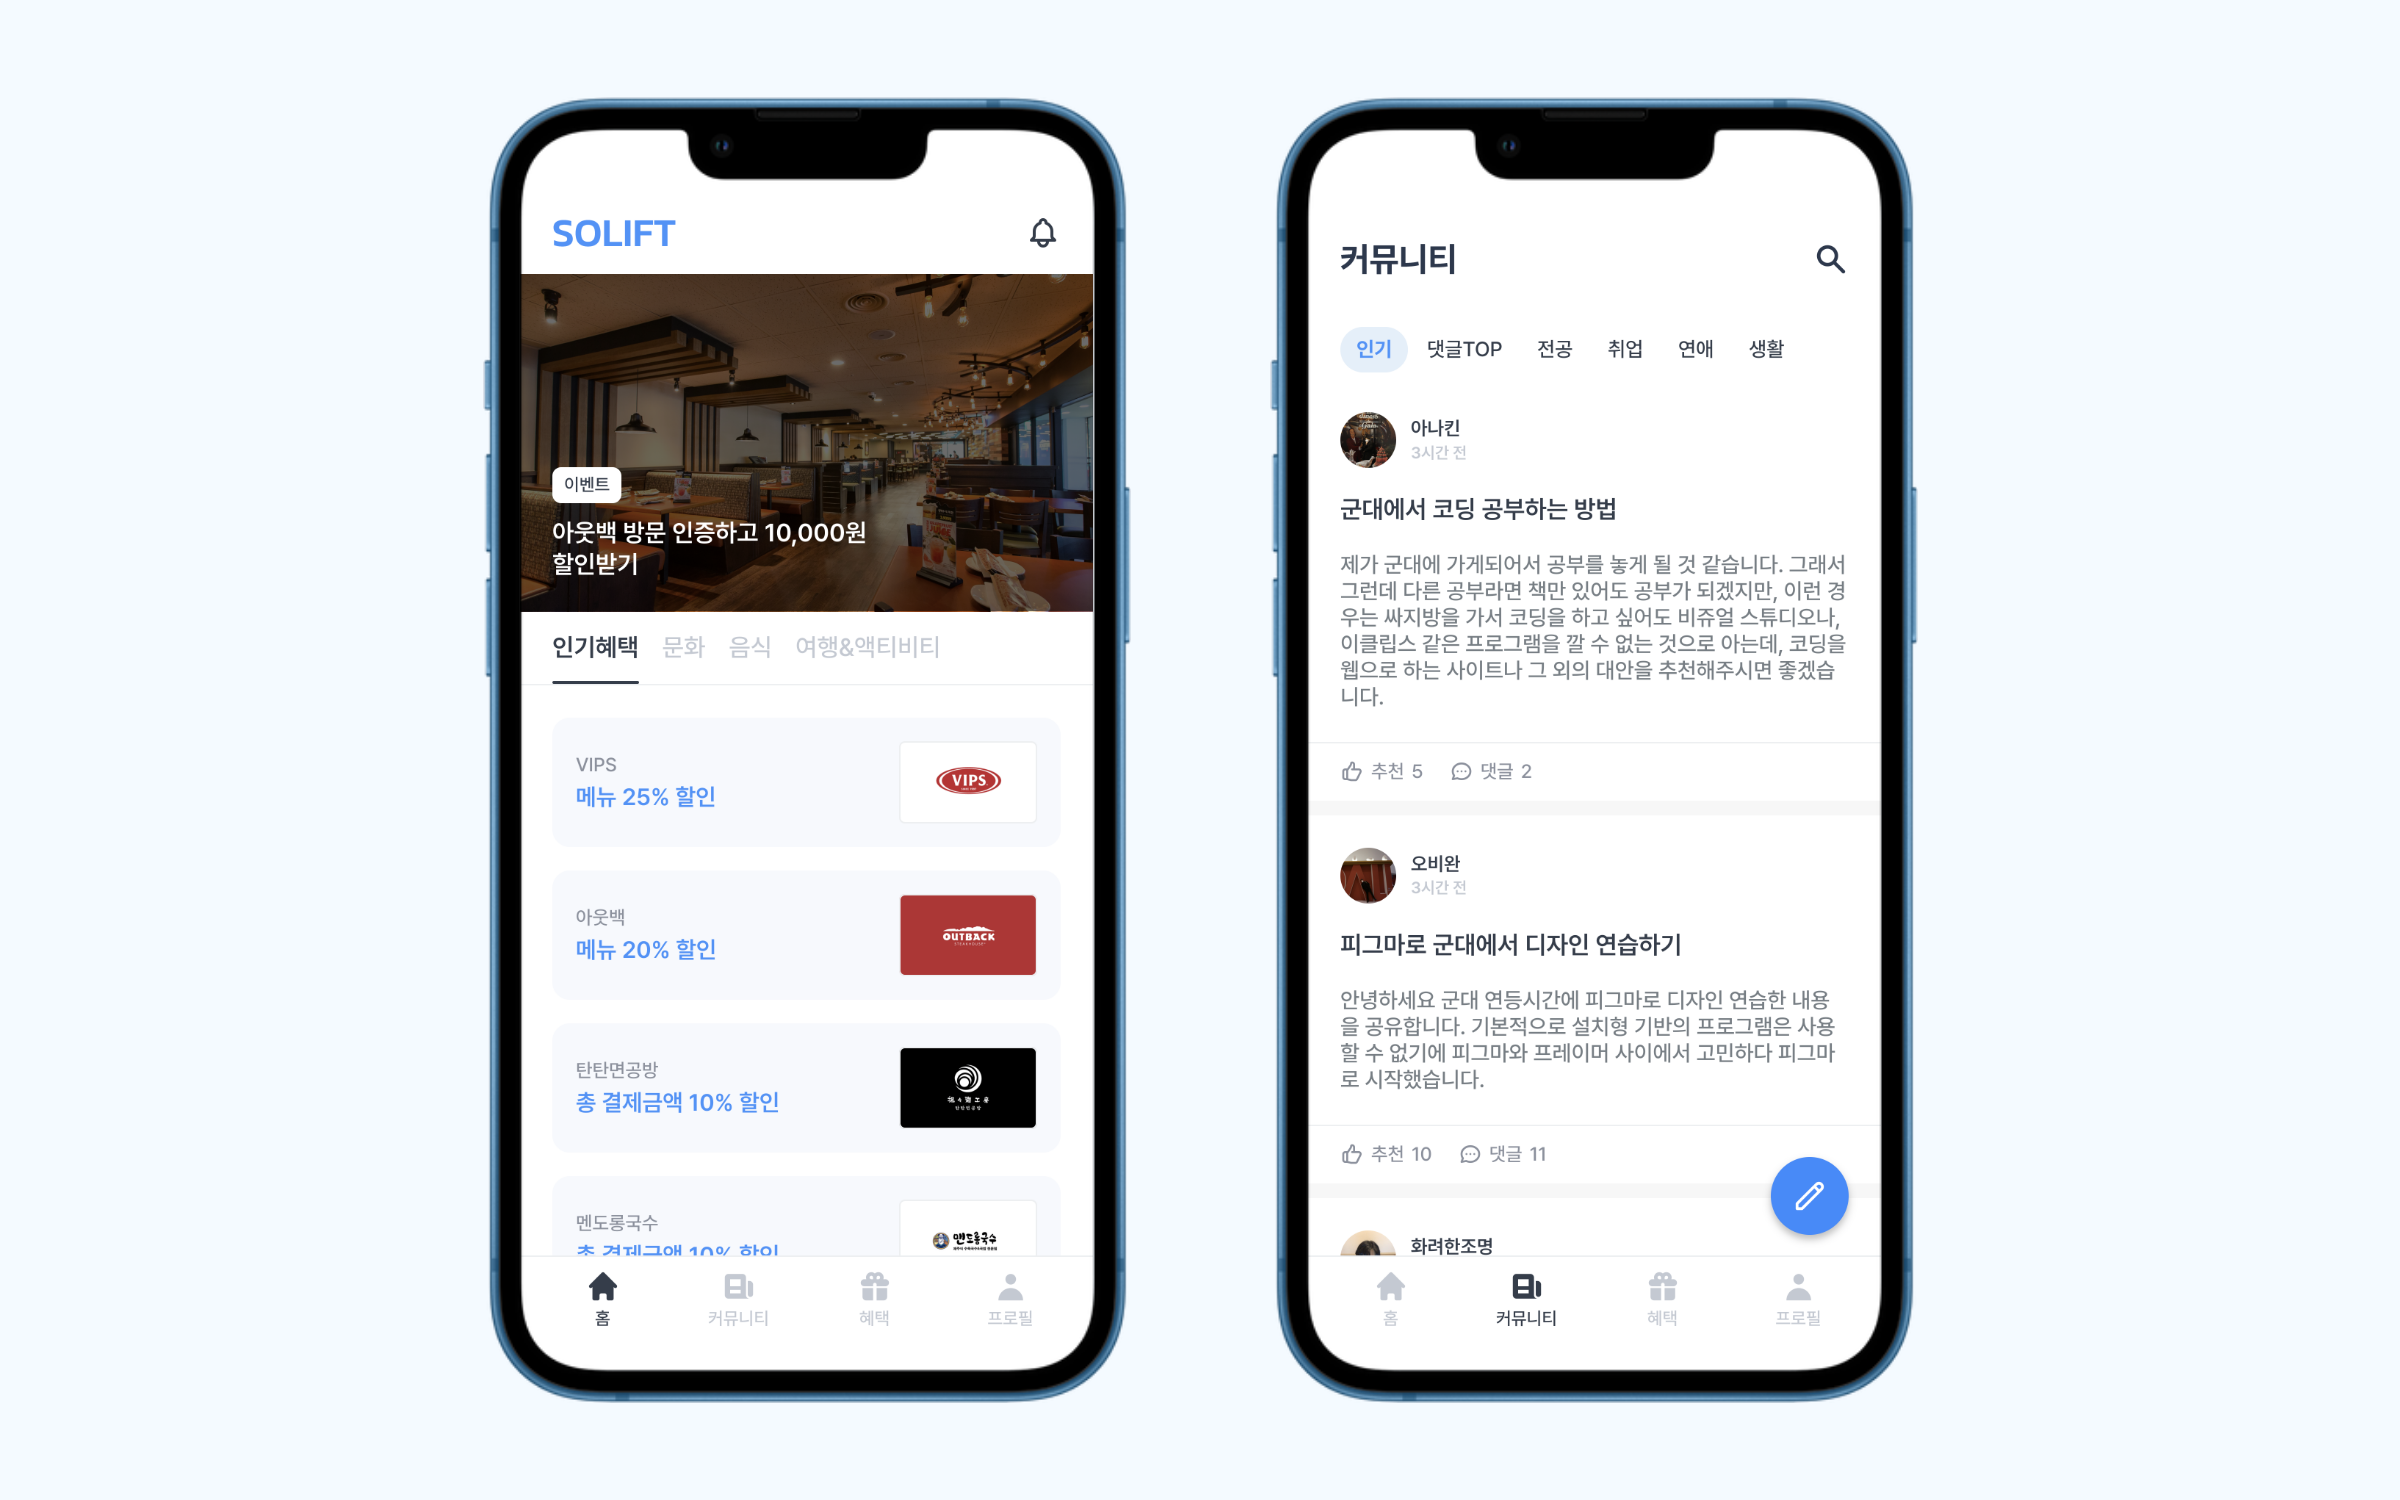 SOLIFT
이벤트
아웃백 방문 인증하고 10,000원
할인받기
인기혜택 문화 음식 여행&액티비티
VIPS
메뉴 25% 할인
VIPS
아웃백
메뉴 20% 할인
OUTBACK
STEAKHOUSE
탄탄면공방
총 결제금액 10% 할인
탄탄면공방
멘도롱국수
총 결제금액 10% 할인
멘도롱국수
홈 커뮤니티 혜택 프로필
커뮤니티
인기 댓글TOP 전공 취업 연애 생활
아나킨
3시간 전
군대에서 코딩 공부하는 방법
제가 군대에 가게되어서 공부를 놓게 될 것 같습니다. 그래서
그런데 다른 공부라면 책만 있어도 공부가 되겠지만, 이런 경
우는 싸지방을 가서 코딩을 하고 싶어도 비쥬얼 스튜디오나,
이클립스 같은 프로그램을 깔 수 없는 것으로 아는데, 코딩을
웹으로 하는 사이트나 그 외의 대안을 추천해주시면 좋겠습
니다.
추천 5 댓글 2
오비완
3시간 전
피그마로 군대에서 디자인 연습하기
안녕하세요 군대 연등시간에 피그마로 디자인 연습한 내용
을 공유합니다. 기본적으로 설치형 기반의 프로그램은 사용
할 수 없기에 피그마와 프레이머 사이에서 고민하다 피그마
로 시작했습니다.
추천 10 댓글 11
화려한조명
홈 커뮤니티 혜택 프로필